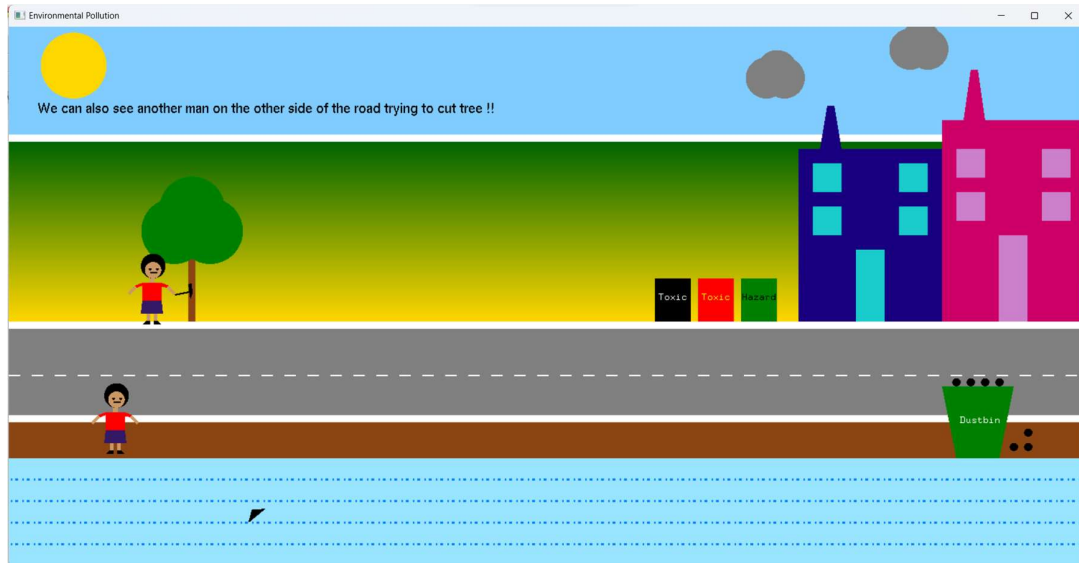 Environmental Pollution
We can also see another man on the other side of the road trying to cut tree !!
Toxic Toxic Hazard
Dustbin